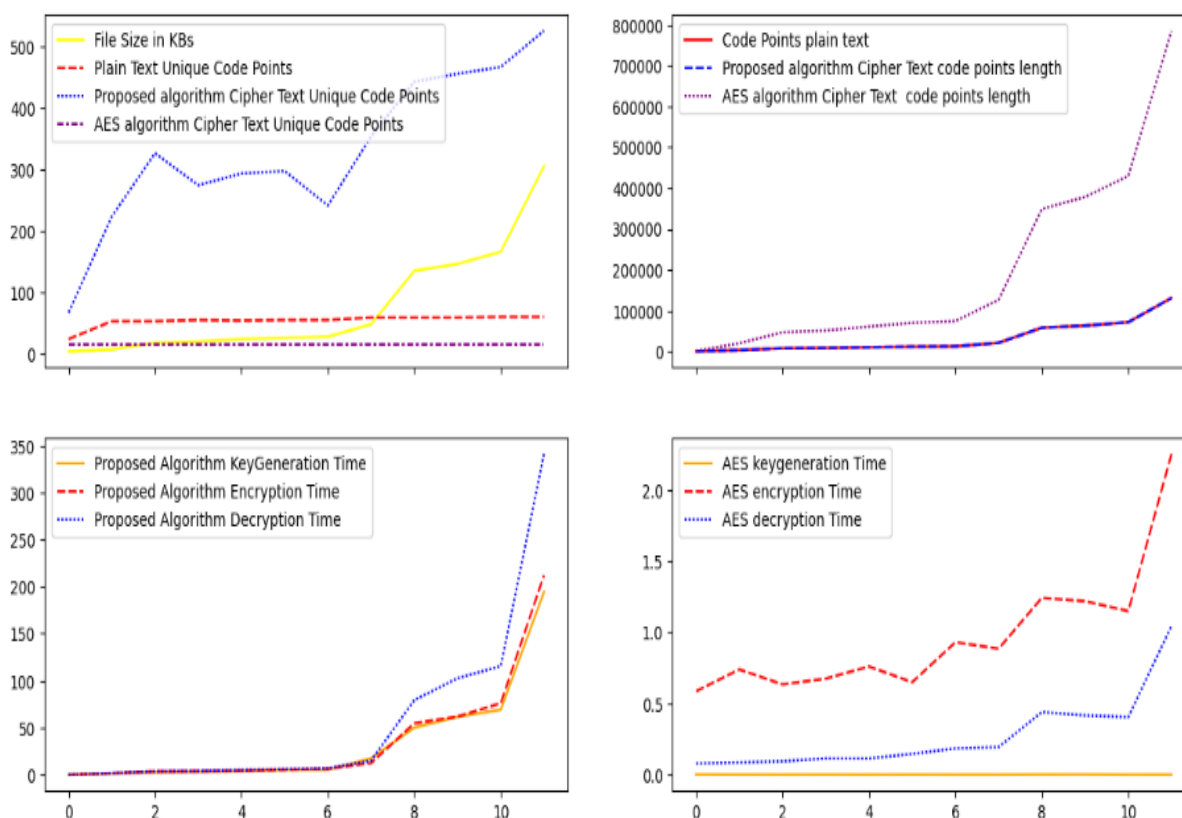 File Size in KBs
Plain Text Unique Code Points
Proposed algorithm Cipher Text Unique Code Points
AES algorithm Cipher Text Unique Code Points
500
400
300
200
100
0
Code Points plain text
Proposed algorithm Cipher Text code points length
AES algorithm Cipher Text  code points length
800000
700000
600000
500000
400000
300000
200000
100000
0
Proposed Algorithm KeyGeneration Time
Proposed Algorithm Encryption Time
Proposed Algorithm Decryption Time
350
300
250
200
150
100
50
0
0 2 4 6 8 10
AES keygeneration Time
AES encryption Time
AES decryption Time
2.0
1.5
1.0
0.5
0.0
0 2 4 6 8 10